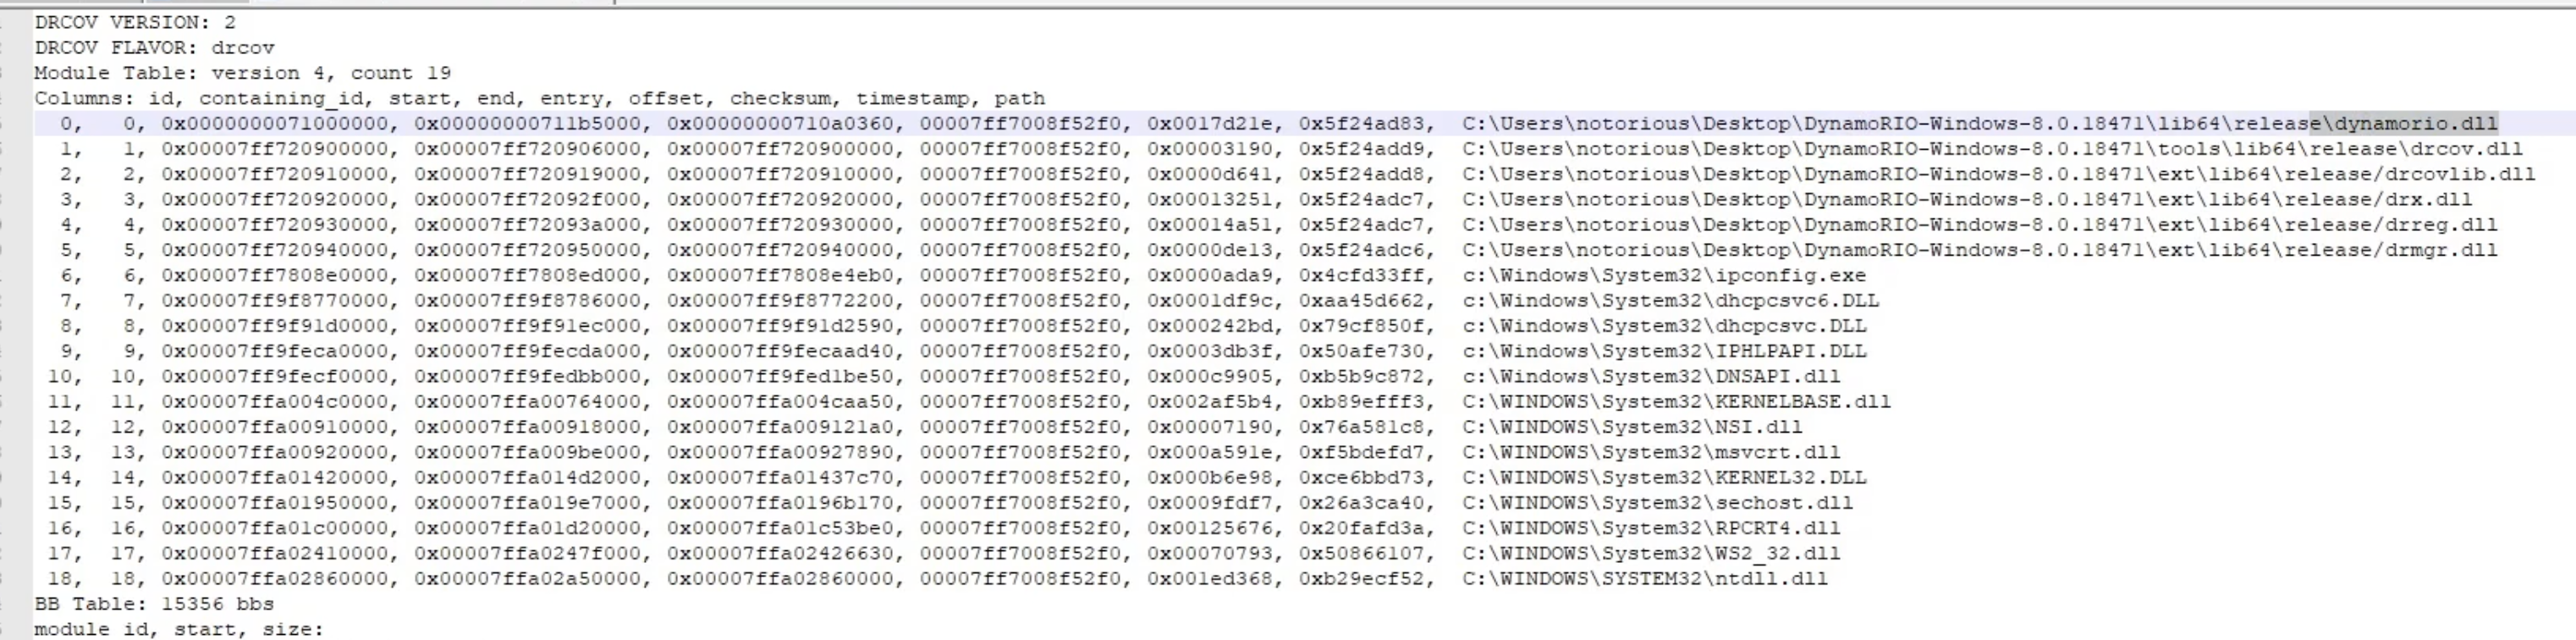 DRCOV VERSION: 2
DRCOV FLAVOR: drcov
Module Table: version 4, count 19
Columns: id, containing_id, start, end, entry, offset, checksum, timestamp, path
0, 0, 0x0000000071000000, 0x00000000711b5000, 0x00000000710a0360, 00007ff7008f52f0, 0x0017d21e, 0x5f24ad83, C:\Users\notorious\Desktop\DynamoRIO-Windows-8.0.18471\lib64\release\dynamorio.dll
1, 1, 0x00007ff720900000, 0x00007ff720906000, 0x00007ff720900000, 00007ff7008f52f0, 0x00003190, 0x5f24add9, C:\Users\notorious\Desktop\DynamoRIO-Windows-8.0.18471\tools\lib64\release\drcov.dll
2, 2, 0x00007ff720910000, 0x00007ff720919000, 0x00007ff720910000, 00007ff7008f52f0, 0x0000d641, 0x5f24add8, C:\Users\notorious\Desktop\DynamoRIO-Windows-8.0.18471\ext\lib64\release/drcovlib.dll
3, 3, 0x00007ff720920000, 0x00007ff72092f000, 0x00007ff720920000, 00007ff7008f52f0, 0x00013251, 0x5f24adc7, C:\Users\notorious\Desktop\DynamoRIO-Windows-8.0.18471\ext\lib64\release/drx.dll
4, 4, 0x00007ff720930000, 0x00007ff72093a000, 0x00007ff720930000, 00007ff7008f52f0, 0x00014a51, 0x5f24adc7, C:\Users\notorious\Desktop\DynamoRIO-Windows-8.0.18471\ext\lib64\release/drreg.dll
5, 5, 0x00007ff720940000, 0x00007ff720950000, 0x00007ff720940000, 00007ff7008f52f0, 0x0000de13, 0x5f24adc6, C:\Users\notorious\Desktop\DynamoRIO-Windows-8.0.18471\ext\lib64\release/drmgr.dll
6, 6, 0x00007ff7808e0000, 0x00007ff7808ed000, 0x00007ff7808e4eb0, 00007ff7008f52f0, 0x0000ada9, 0x4cfd33ff, c:\Windows\System32\ipconfig.exe
7, 7, 0x00007ff9f8770000, 0x00007ff9f8786000, 0x00007ff9f8772200, 00007ff7008f52f0, 0x0001df9c, 0xaa45d662, c:\Windows\System32\dhcpcsvc6.DLL
8, 8, 0x00007ff9f91d0000, 0x00007ff9f91ec000, 0x00007ff9f91d2590, 00007ff7008f52f0, 0x000242bd, 0x79cf850f, c:\Windows\System32\dhcpcsvc.DLL
9, 9, 0x00007ff9feca0000, 0x00007ff9fecda000, 0x00007ff9fecaad40, 00007ff7008f52f0, 0x0003db3f, 0x50afe730, c:\Windows\System32\IPHLPAPI.DLL
10, 10, 0x00007ff9fecf0000, 0x00007ff9fedbb000, 0x00007ff9fed1be50, 00007ff7008f52f0, 0x000c9905, 0xb5b9c872, c:\Windows\System32\DNSAPI.dll
11, 11, 0x00007ffa004c0000, 0x00007ffa00764000, 0x00007ffa004caa50, 00007ff7008f52f0, 0x002af5b4, 0xb89efff3, C:\WINDOWS\System32\KERNELBASE.dll
12, 12, 0x00007ffa00910000, 0x00007ffa00918000, 0x00007ffa009121a0, 00007ff7008f52f0, 0x00007190, 0x76a581c8, C:\WINDOWS\System32\NSI.dll
13, 13, 0x00007ffa00920000, 0x00007ffa009be000, 0x00007ffa00927890, 00007ff7008f52f0, 0x000a591e, 0xf5bdefd7, C:\WINDOWS\System32\msvcrt.dll
14, 14, 0x00007ffa01420000, 0x00007ffa014d2000, 0x00007ffa01437c70, 00007ff7008f52f0, 0x000b6e98, 0xce6bbd73, C:\WINDOWS\System32\KERNEL32.DLL
15, 15, 0x00007ffa01950000, 0x00007ffa019e7000, 0x00007ffa0196b170, 00007ff7008f52f0, 0x0009fdf7, 0x26a3ca40, C:\WINDOWS\System32\sechost.dll
16, 16, 0x00007ffa01c00000, 0x00007ffa01d20000, 0x00007ffa01c53be0, 00007ff7008f52f0, 0x00125676, 0x20fafd3a, C:\WINDOWS\System32\RPCRT4.dll
17, 17, 0x00007ffa02410000, 0x00007ffa0247f000, 0x00007ffa02426630, 00007ff7008f52f0, 0x00070793, 0x50866107, C:\WINDOWS\System32\WS2_32.dll
18, 18, 0x00007ffa02860000, 0x00007ffa02a50000, 0x00007ffa02860000, 00007ff7008f52f0, 0x001ed368, 0xb29ecf52, C:\WINDOWS\SYSTEM32\ntdll.dll
BB Table: 15356 bbs
module id, start, size: